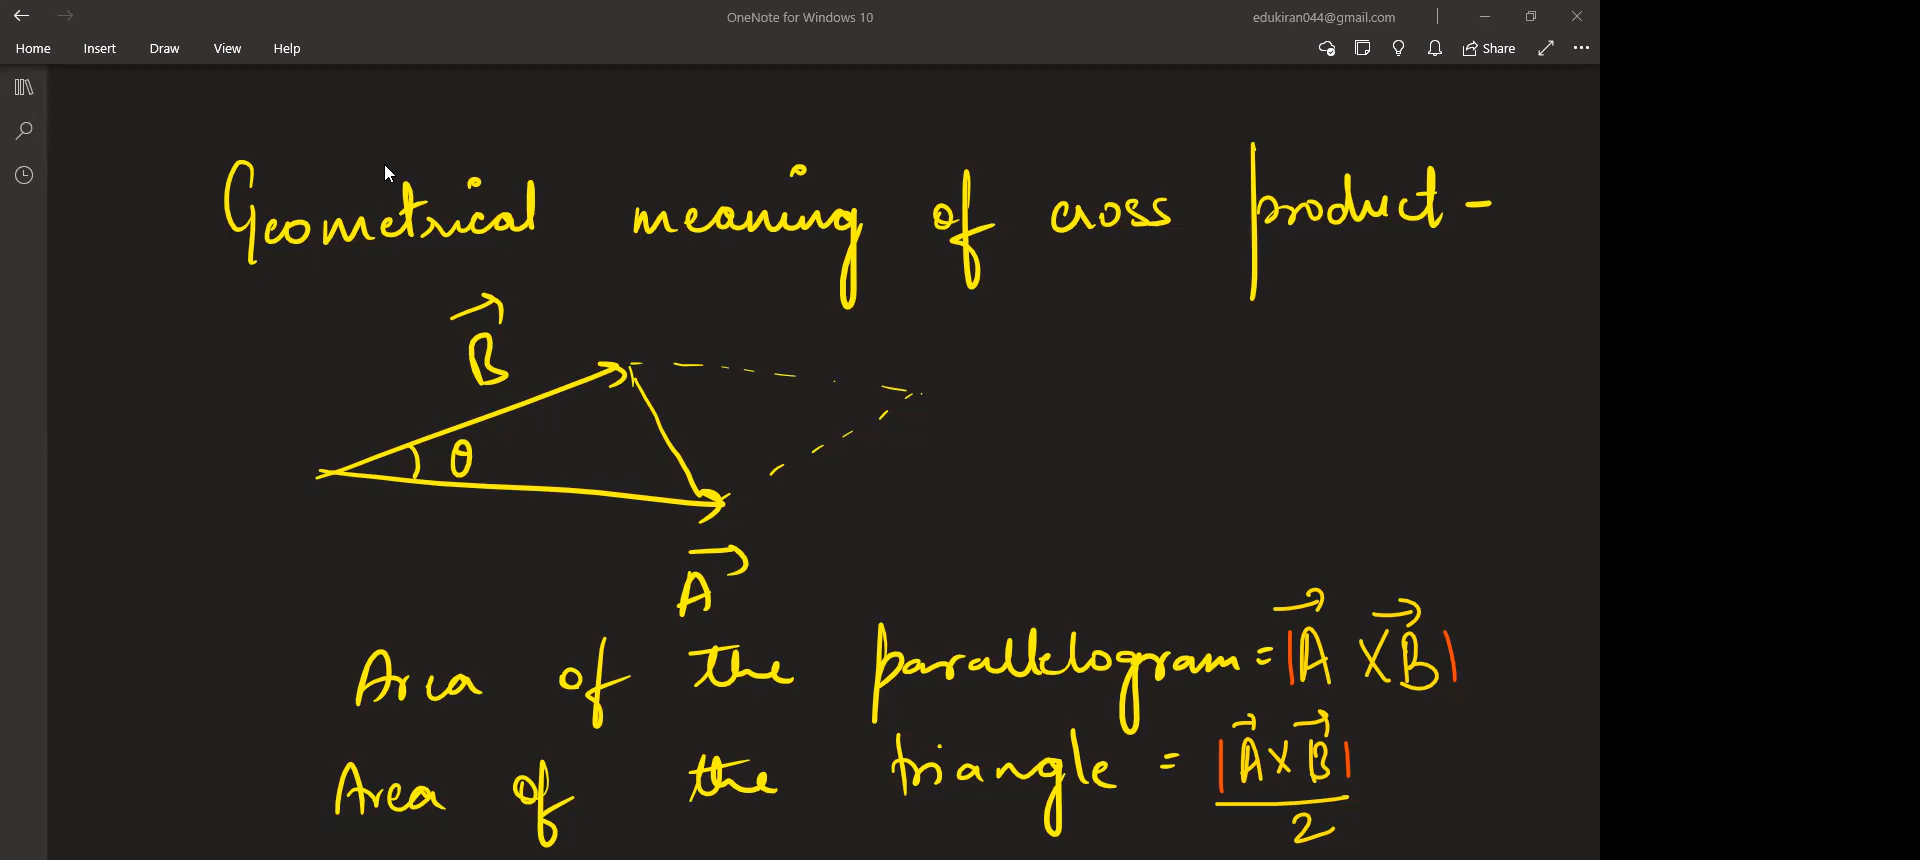 OneNote for Windows 10
edukiran044@gmail.com
Home Insert Draw View Help
Share
Geometrical meaning of cross product -
B⃗
θ
A⃗
Area of the parallelogram = |A⃗ × B⃗|
Area of the triangle = |A⃗ × B⃗|
2